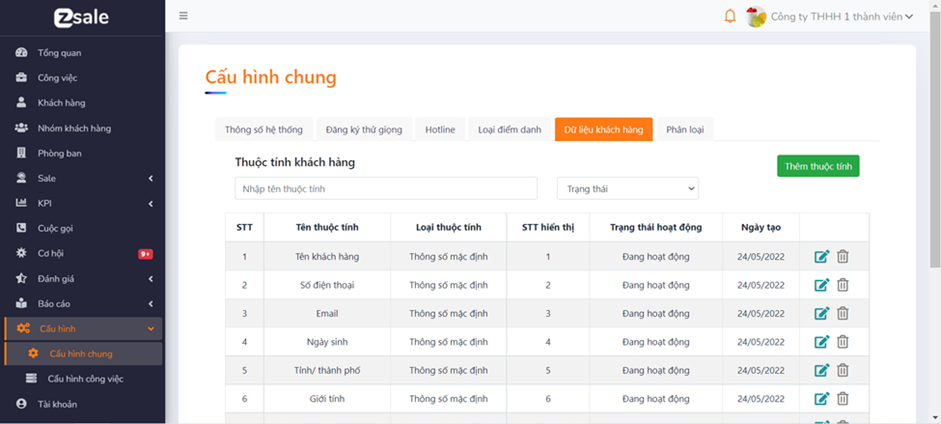 Zsale
Công ty THHH 1 thành viên
Tổng quan
Công việc
Khách hàng
Nhóm khách hàng
Phòng ban
Sale
KPI
Cuộc gọi
Cơ hội 9+
Đánh giá
Báo cáo
Cấu hình
Cấu hình chung
Cấu hình công việc
Tài khoản
Cấu hình chung
Thông số hệ thống Đăng ký thử giọng Hotline Loại điểm danh Dữ liệu khách hàng Phân loại
Thuộc tính khách hàng
Thêm thuộc tính
Nhập tên thuộc tính Trạng thái
STT Tên thuộc tính Loại thuộc tính STT hiển thị Trạng thái hoạt động Ngày tạo
1 Tên khách hàng Thông số mặc định 1 Đang hoạt động 24/05/2022
2 Số điện thoại Thông số mặc định 2 Đang hoạt động 24/05/2022
3 Email Thông số mặc định 3 Đang hoạt động 24/05/2022
4 Ngày sinh Thông số mặc định 4 Đang hoạt động 24/05/2022
5 Tỉnh/ thành phố Thông số mặc định 5 Đang hoạt động 24/05/2022
6 Giới tính Thông số mặc định 6 Đang hoạt động 24/05/2022